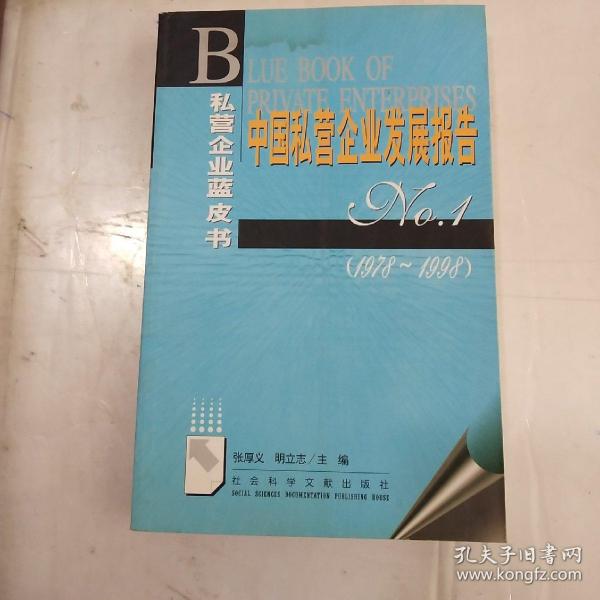 BLUE BOOK OF
PRIVATE ENTERPRISES
私营企业蓝皮书
中国私营企业发展报告
No.1
(1978~1998)
张厚义 明立志/主 编
社会科学文献出版社
SOCIAL SCIENCES DOCUMENTATION PUBLISHING HOUSE
孔夫子旧书网
www.kongfz.com